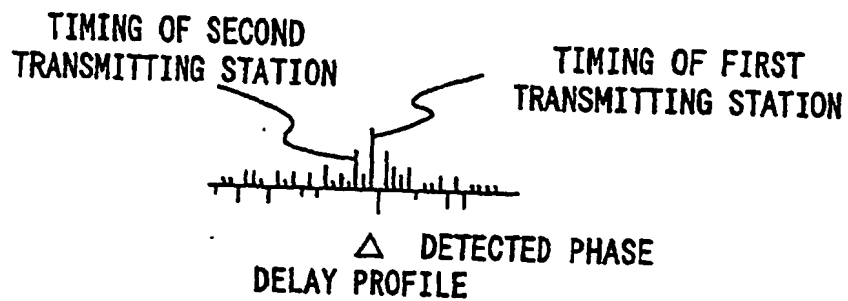 TIMING OF SECOND
TRANSMITTING STATION
TIMING OF FIRST
TRANSMITTING STATION
△ DETECTED PHASE
DELAY PROFILE